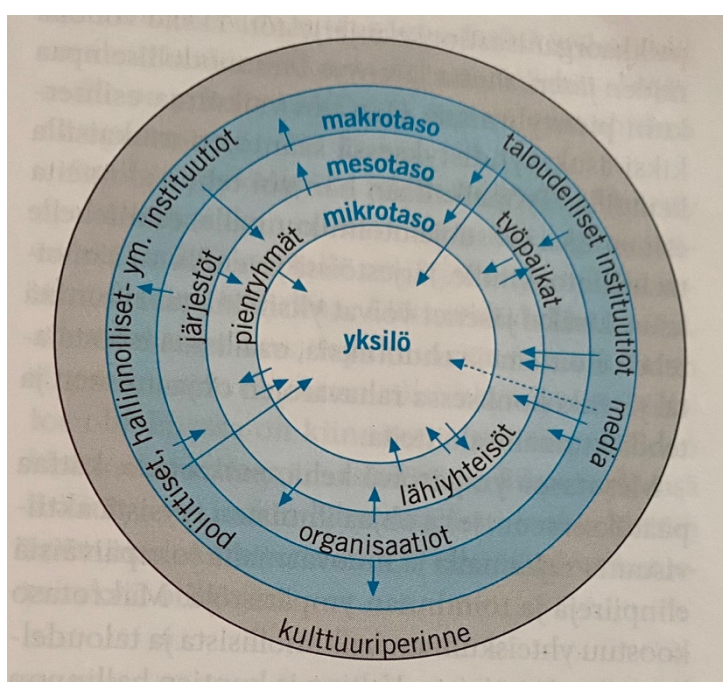 makrotaso
mesotaso
mikrotaso
yksilö
poliittiset, hallinnolliset- ym. instituutiot
järjestöt
pienryhmät
taloudelliset instituutiot
työpaikat
media
lähiyhteisöt
organisaatiot
kulttuuriperinne